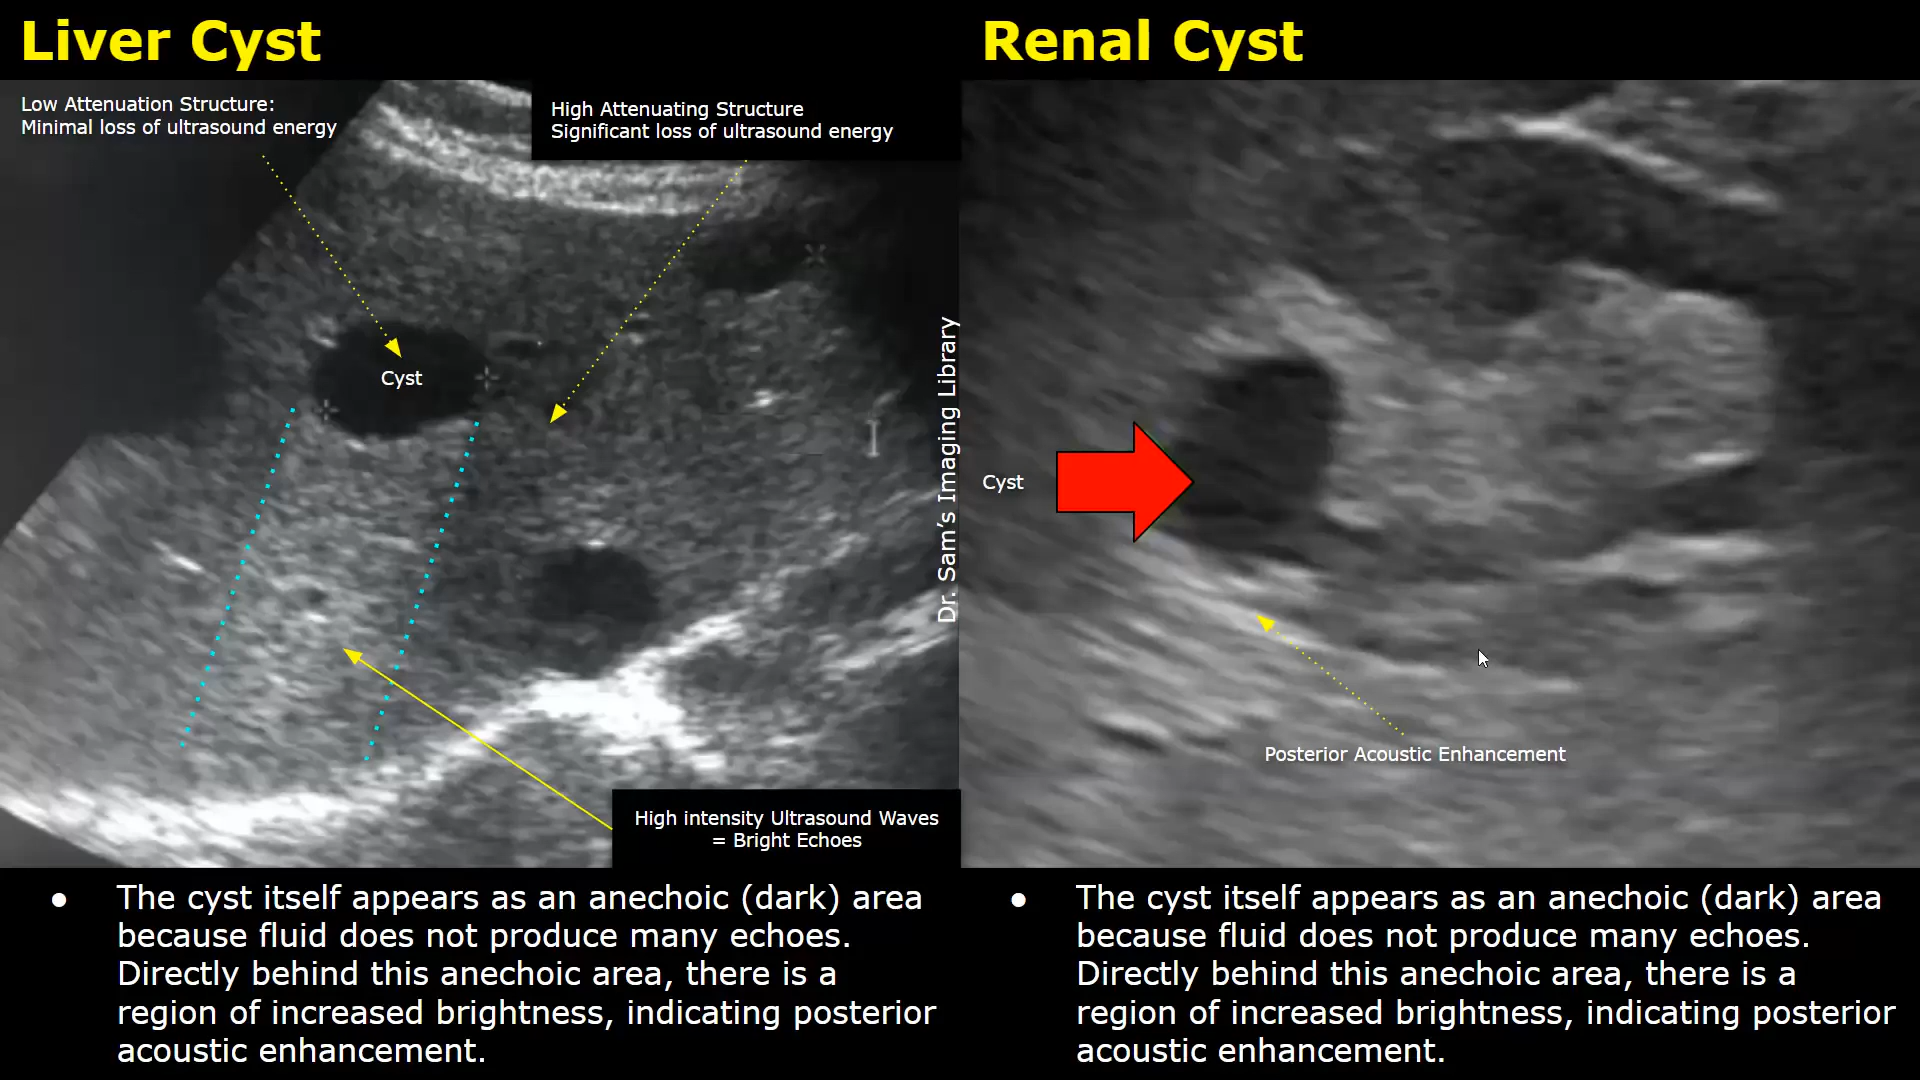 Liver Cyst
Low Attenuation Structure:
Minimal loss of ultrasound energy
High Attenuating Structure
Significant loss of ultrasound energy
Cyst
High intensity Ultrasound Waves
= Bright Echoes
● The cyst itself appears as an anechoic (dark) area
because fluid does not produce many echoes.
Directly behind this anechoic area, there is a
region of increased brightness, indicating posterior
acoustic enhancement.
Dr. Sam’s Imaging Library
Renal Cyst
Cyst
Posterior Acoustic Enhancement
● The cyst itself appears as an anechoic (dark) area
because fluid does not produce many echoes.
Directly behind this anechoic area, there is a
region of increased brightness, indicating posterior
acoustic enhancement.